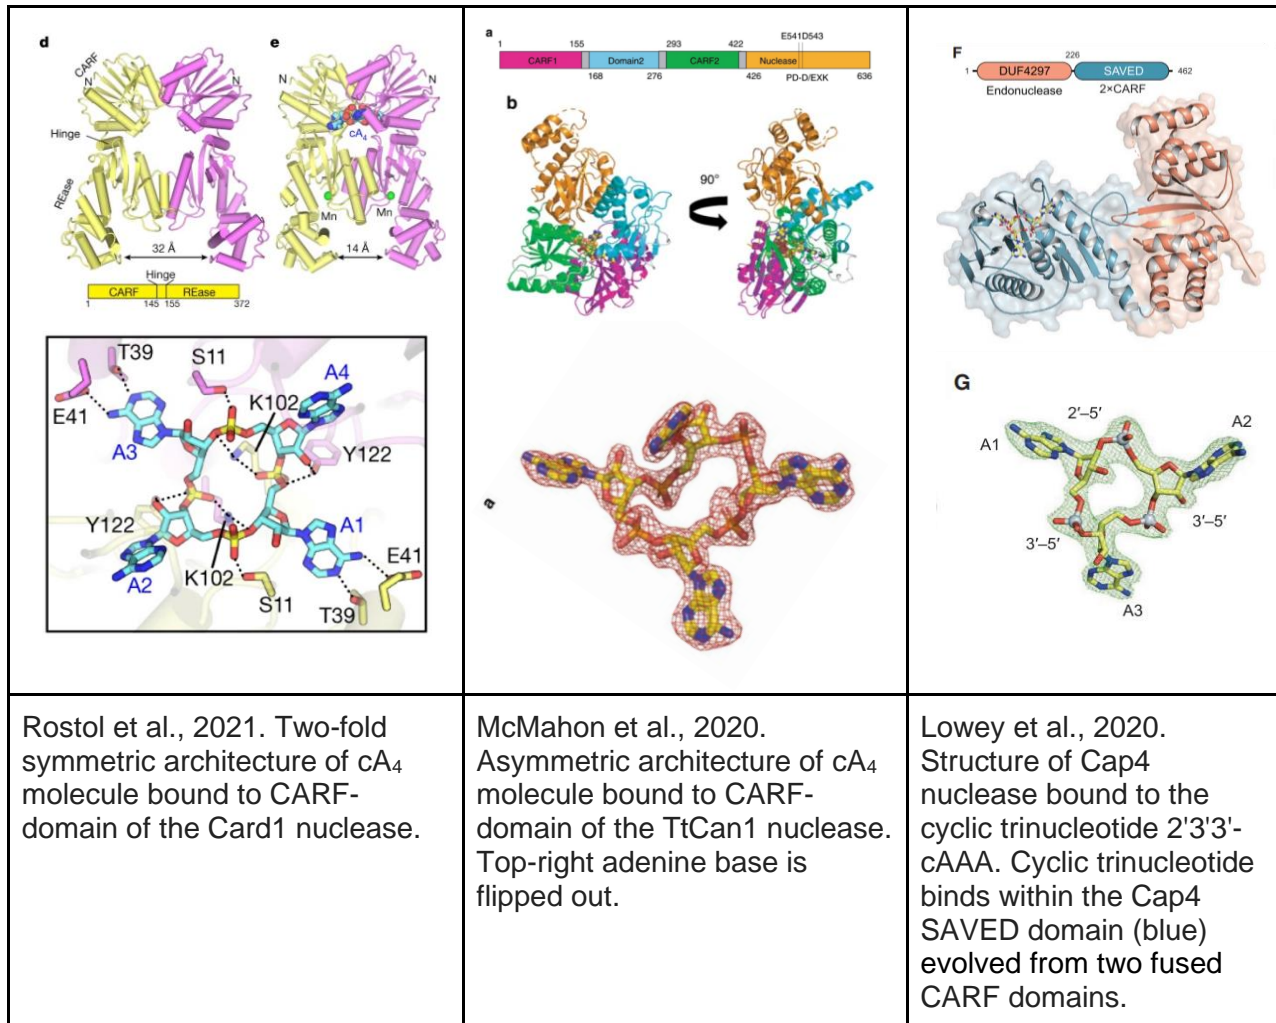 d
e
CARF
N
N
N
N
cA4
Hinge
REase
Mn
Mn
32 Å
14 Å
Hinge
CARF
REase
1
145
155
372
T39
S11
A4
E41
K102
A3
Y122
Y122
A1
E41
K102
A2
S11
T39
Rostol et al., 2021. Two-fold
symmetric architecture of cA4
molecule bound to CARF-
domain of the Card1 nuclease.
a
E541D543
1
155
293
422
CARF1
Domain2
CARF2
Nuclease
168
276
426
PD-D/EXK
636
b
90°
a
McMahon et al., 2020.
Asymmetric architecture of cA4
molecule bound to CARF-
domain of the TtCan1 nuclease.
Top-right adenine base is
flipped out.
F
226
1
DUF4297
SAVED
462
Endonuclease
2×CARF
G
2′–5′
A1
A2
3′–5′
3′–5′
A3
Lowey et al., 2020.
Structure of Cap4
nuclease bound to the
cyclic trinucleotide 2'3'3'-
cAAA. Cyclic trinucleotide
binds within the Cap4
SAVED domain (blue)
evolved from two fused
CARF domains.